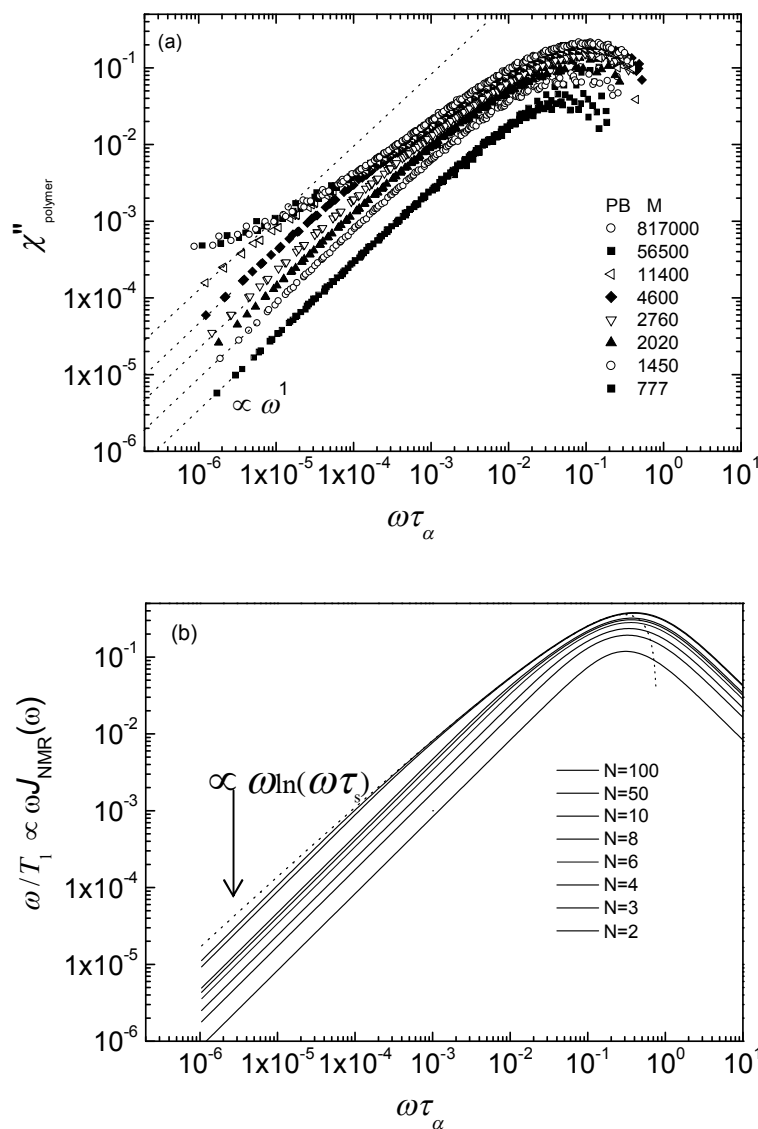 (a)
10⁻¹
10⁻²
10⁻³
1x10⁻⁴
1x10⁻⁵
10⁻⁶
χ''polymer
PB M
817000
56500
11400
4600
2760
2020
1450
777
∝ ω¹
10⁻⁶ 1x10⁻⁵ 1x10⁻⁴ 10⁻³ 10⁻² 10⁻¹ 10⁰ 10¹
ωτα
(b)
10⁻¹
10⁻²
10⁻³
1x10⁻⁴
1x10⁻⁵
10⁻⁶
ω/T₁ ∝ ωJNMR(ω)
∝ ωln(ωτs)
N=100
N=50
N=10
N=8
N=6
N=4
N=3
N=2
10⁻⁶ 1x10⁻⁵ 1x10⁻⁴ 10⁻³ 10⁻² 10⁻¹ 10⁰ 10¹
ωτα